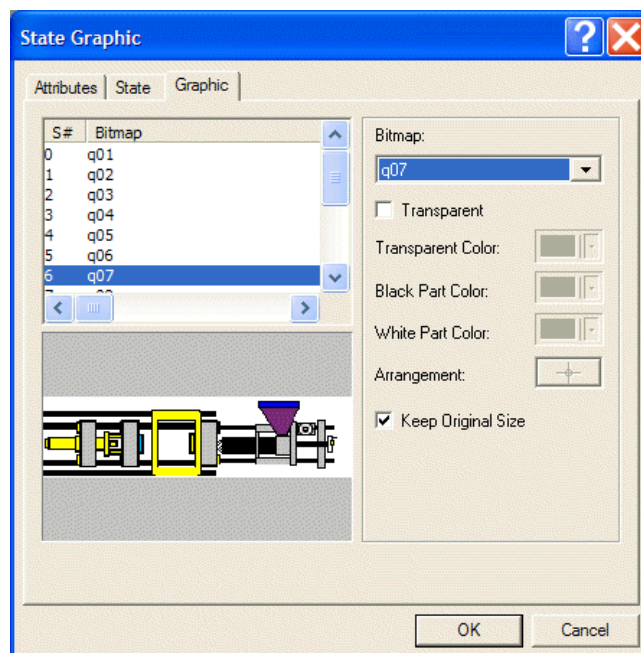 State Graphic
Attributes State Graphic
S# Bitmap
0 q01
1 q02
2 q03
3 q04
4 q05
5 q06
6 q07
Bitmap:
q07
Transparent
Transparent Color:
Black Part Color:
White Part Color:
Arrangement:
Keep Original Size
OK Cancel